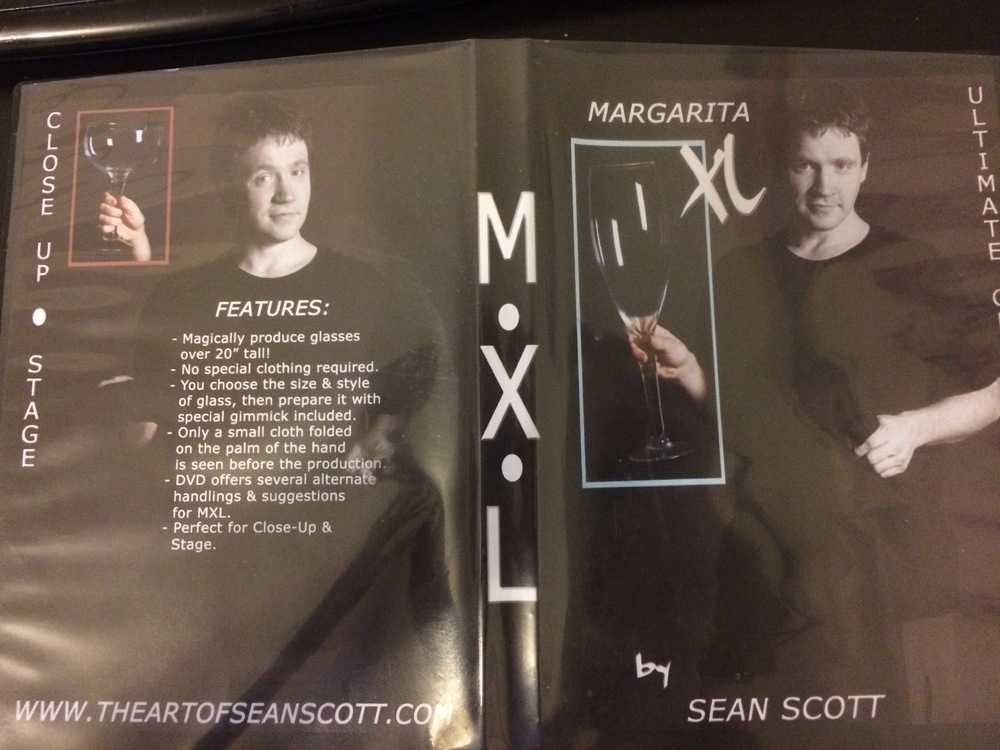 CLOSE UP • STAGE
FEATURES:
- Magically produce glasses
over 20" tall!
- No special clothing required.
- You choose the size & style
of glass, then prepare it with
special gimmick included.
- Only a small cloth folded
on the palm of the hand
is seen before the production.
- DVD offers several alternate
handlings & suggestions
for MXL.
- Perfect for Close-Up &
Stage.
WWW.THEARTOFSEANSCOTT.COM
M•X•L
MARGARITA
XL
by
SEAN SCOTT
ULTIMATE